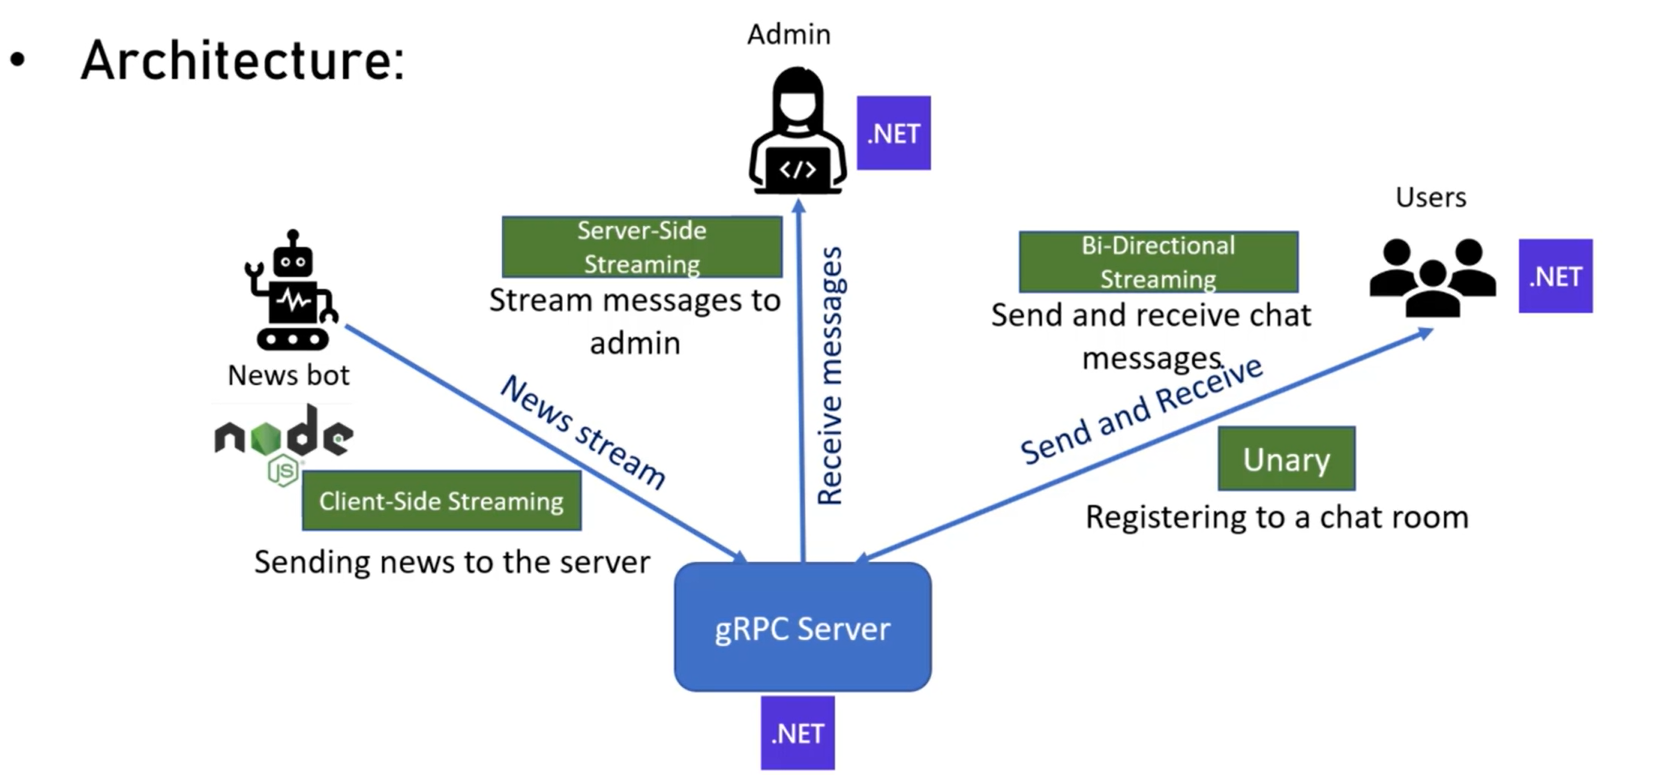 • Architecture:
Admin
</>
.NET
Users
.NET
Server-Side
Streaming
Stream messages to
admin
Receive messages
Bi-Directional
Streaming
Send and receive chat
messages
Send and Receive
Unary
Registering to a chat room
News bot
node
JS
News stream
Client-Side Streaming
Sending news to the server
gRPC Server
.NET